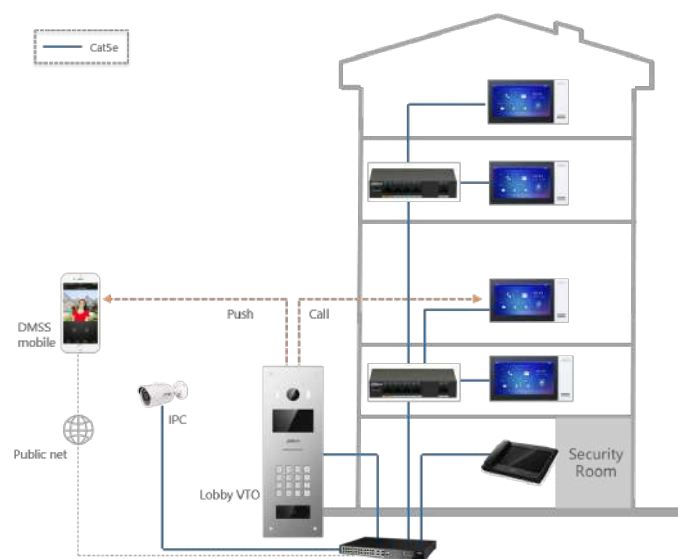 Cat5e
Push
Call
DMSS
mobile
IPC
Public net
Lobby VTO
Security
Room